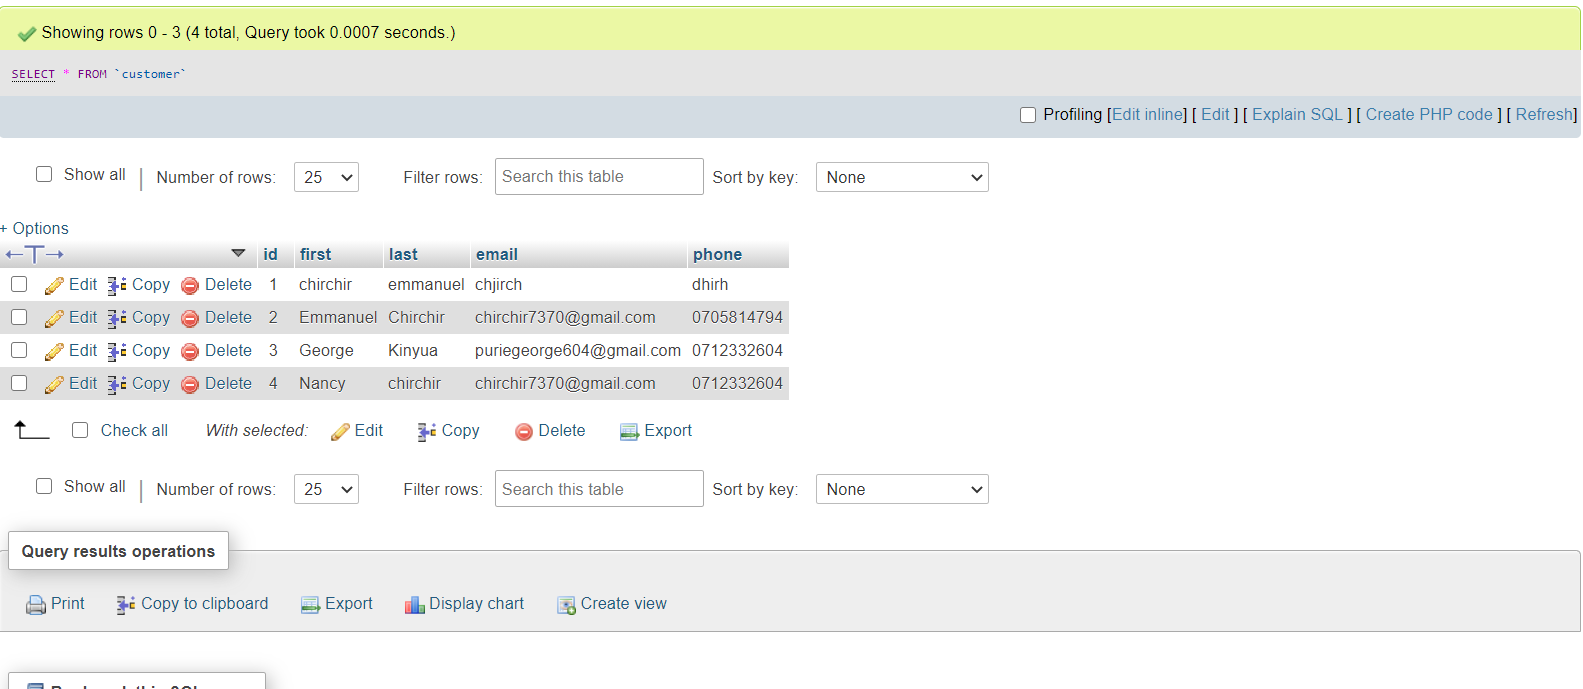 Showing rows 0 - 3 (4 total, Query took 0.0007 seconds.)
SELECT * FROM `customer`
Profiling [Edit inline] [ Edit ] [ Explain SQL ] [ Create PHP code ] [ Refresh]
Show all | Number of rows: 25 Filter rows: Search this table Sort by key: None
+ Options
←T→ id first last email phone
Edit Copy Delete 1 chirchir emmanuel chjirch dhirh
Edit Copy Delete 2 Emmanuel Chirchir chirchir7370@gmail.com 0705814794
Edit Copy Delete 3 George Kinyua puriegeorge604@gmail.com 0712332604
Edit Copy Delete 4 Nancy chirchir chirchir7370@gmail.com 0712332604
Check all With selected: Edit Copy Delete Export
Show all | Number of rows: 25 Filter rows: Search this table Sort by key: None
Query results operations
Print Copy to clipboard Export Display chart Create view